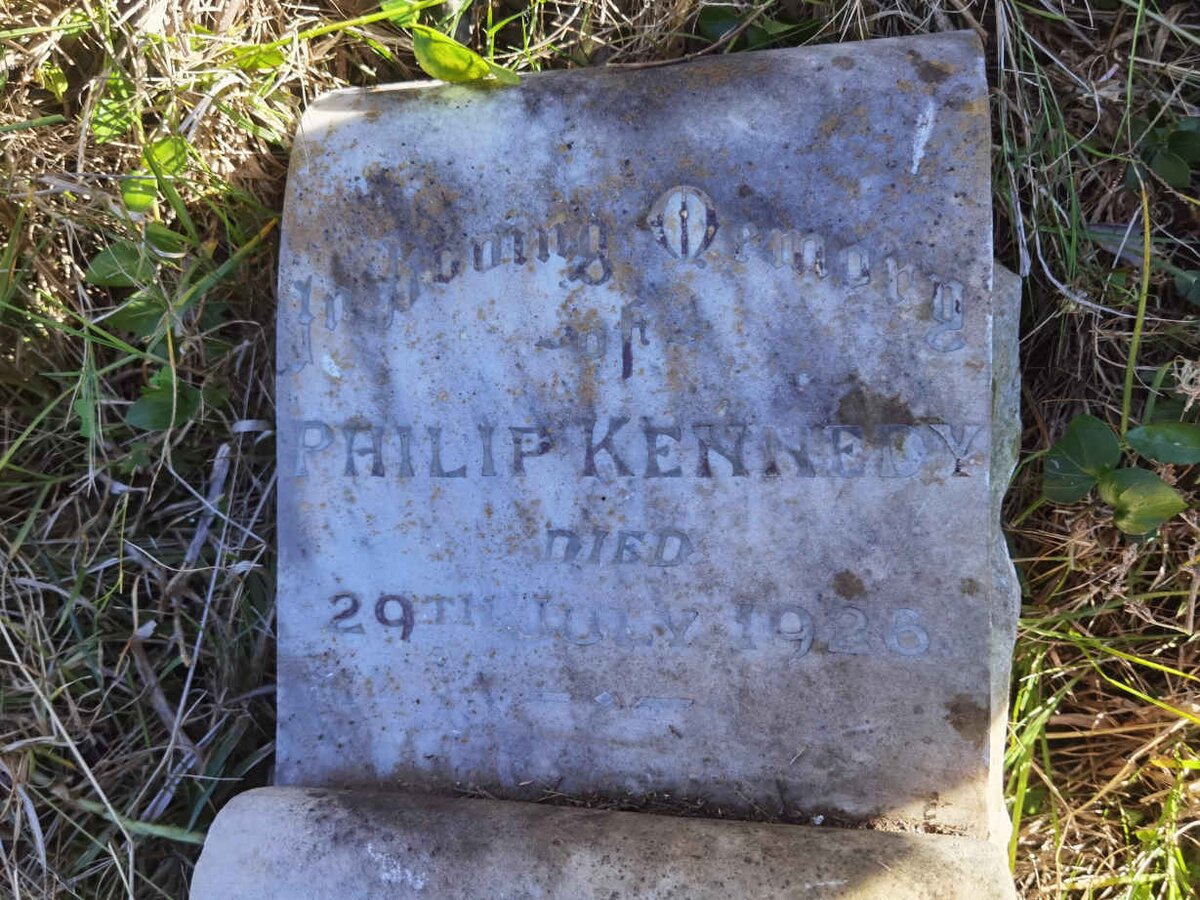 In Loving Memory
of
PHILIP KENNEDY
DIED
29TH JULY 1926